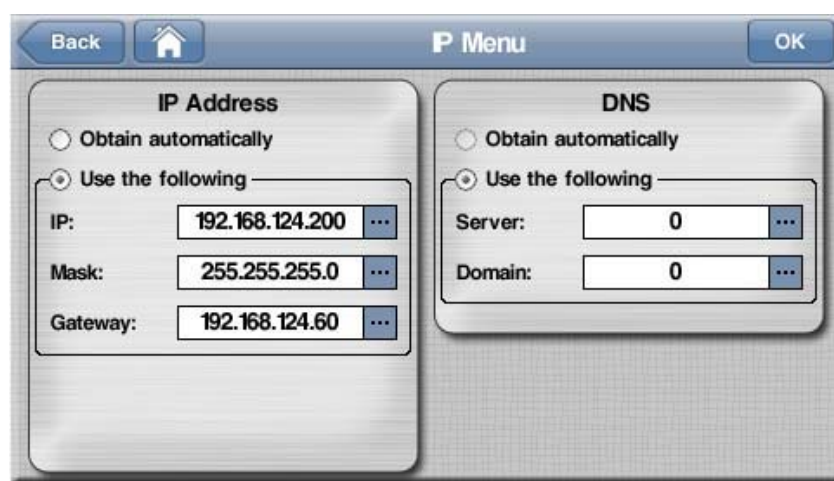 Back
IP Menu
OK
IP Address
Obtain automatically
Use the following
IP: 192.168.124.200 ...
Mask: 255.255.255.0 ...
Gateway: 192.168.124.60 ...
DNS
Obtain automatically
Use the following
Server: 0 ...
Domain: 0 ...